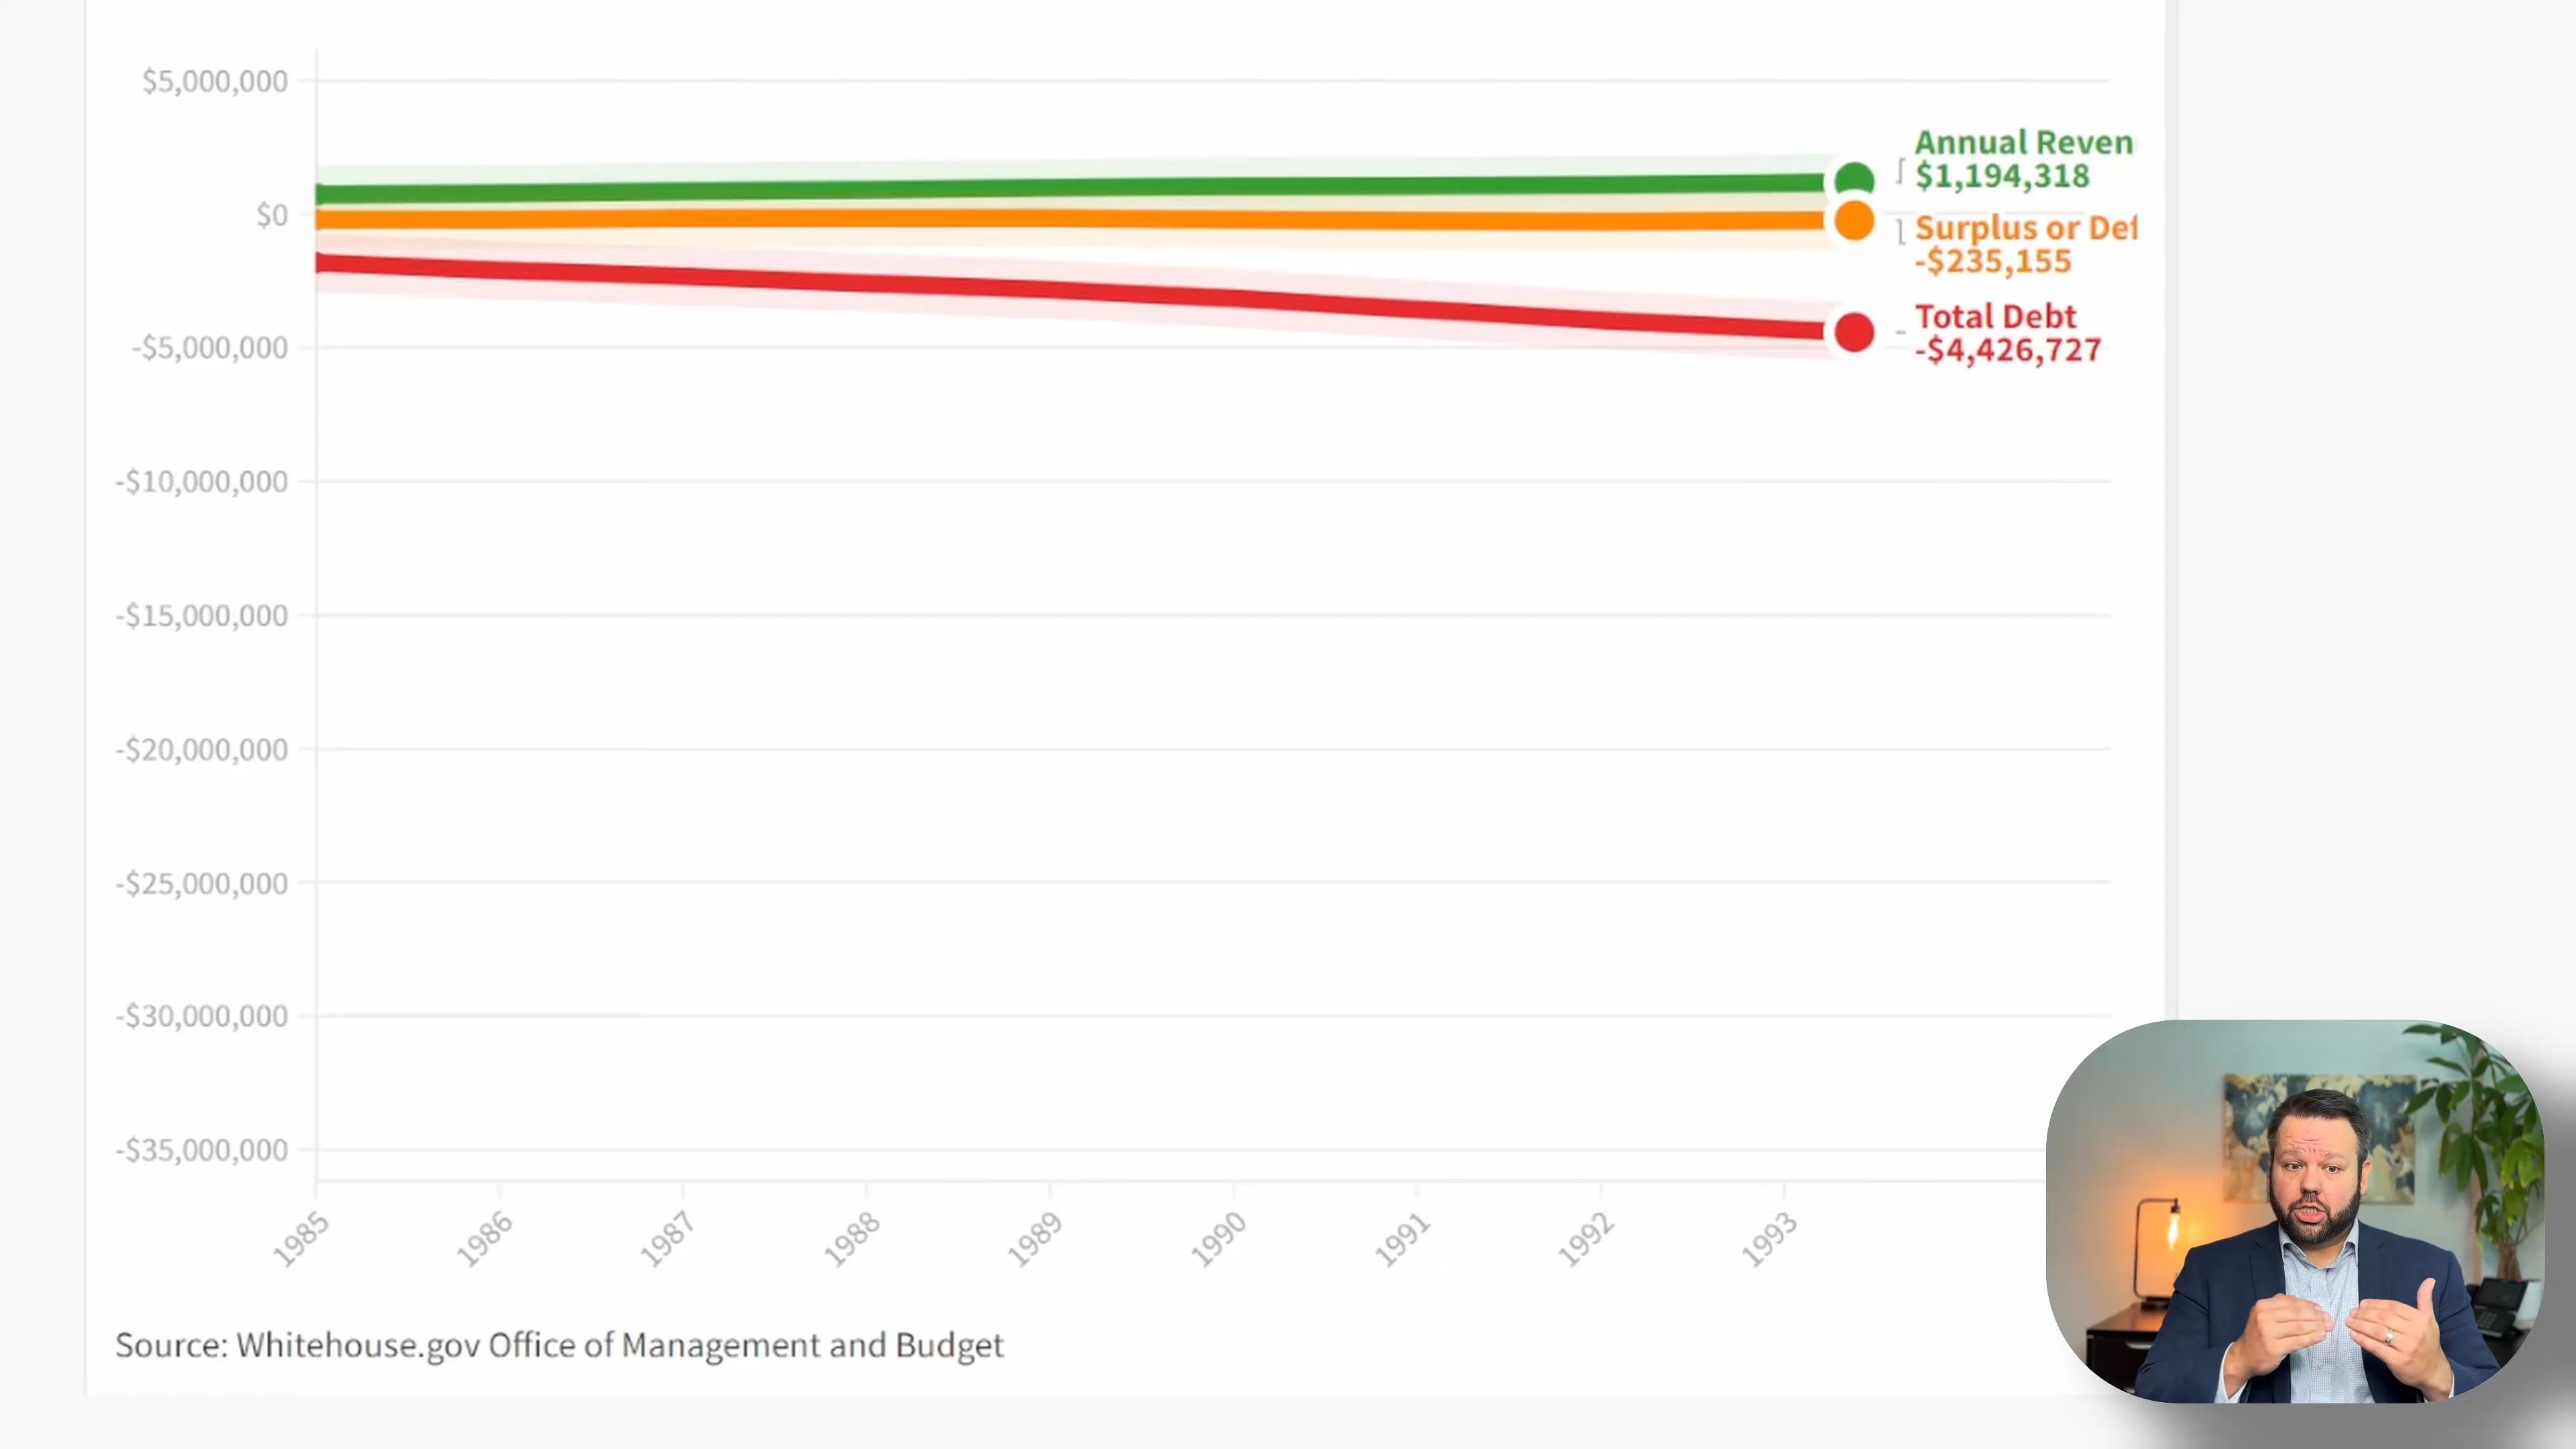 $5,000,000
Annual Reven
$1,194,318
$0
Surplus or Def
-$235,155
Total Debt
-$4,426,727
-$5,000,000
-$10,000,000
-$15,000,000
-$20,000,000
-$25,000,000
-$30,000,000
-$35,000,000
1985 1986 1987 1988 1989 1990 1991 1992 1993
Source: Whitehouse.gov Office of Management and Budget